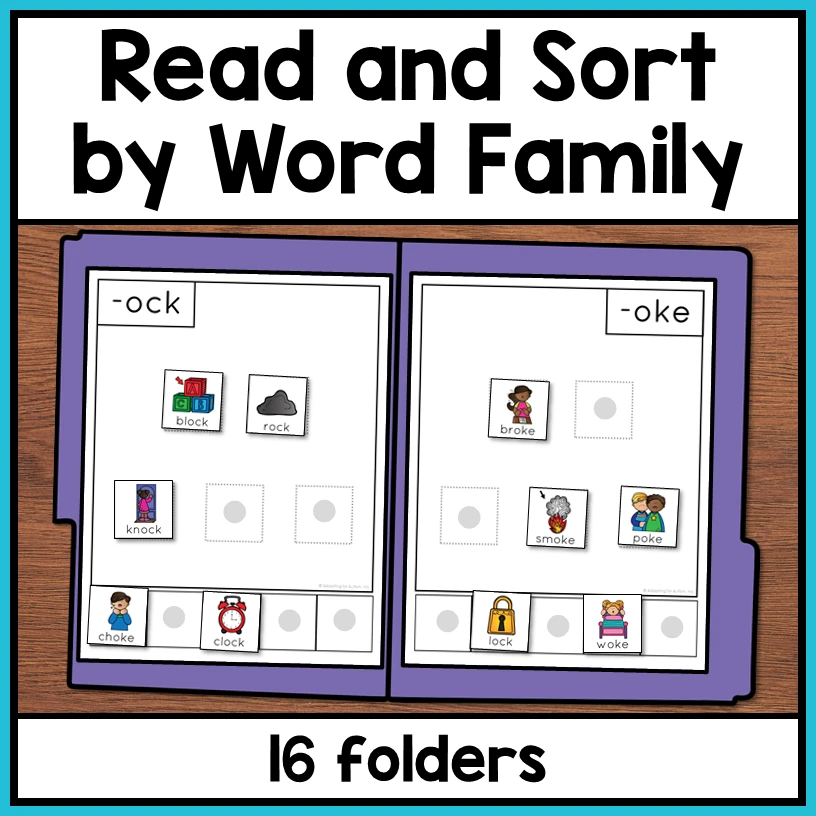 Read and Sort
by Word Family
-ock
-oke
block
rock
broke
knock
smoke
poke
choke
clock
lock
woke
16 folders